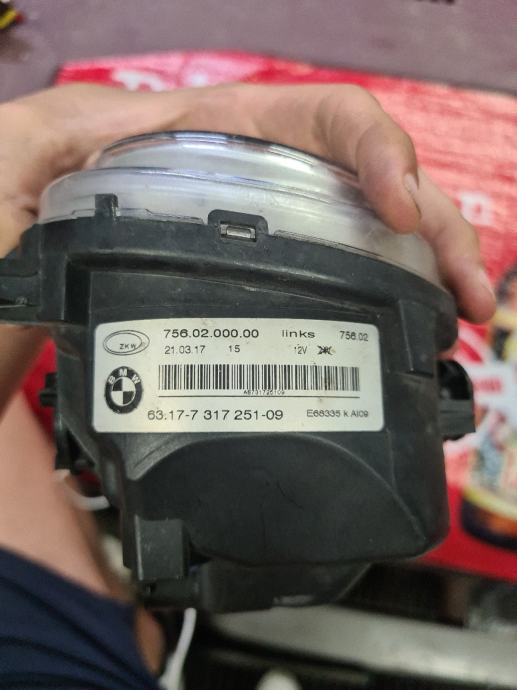 756.02.000.00 links 756.02
ZKW
21.03.17 15 12V
BMW
A8731725109
63.17-7 317 251-09 E68335 k AI09